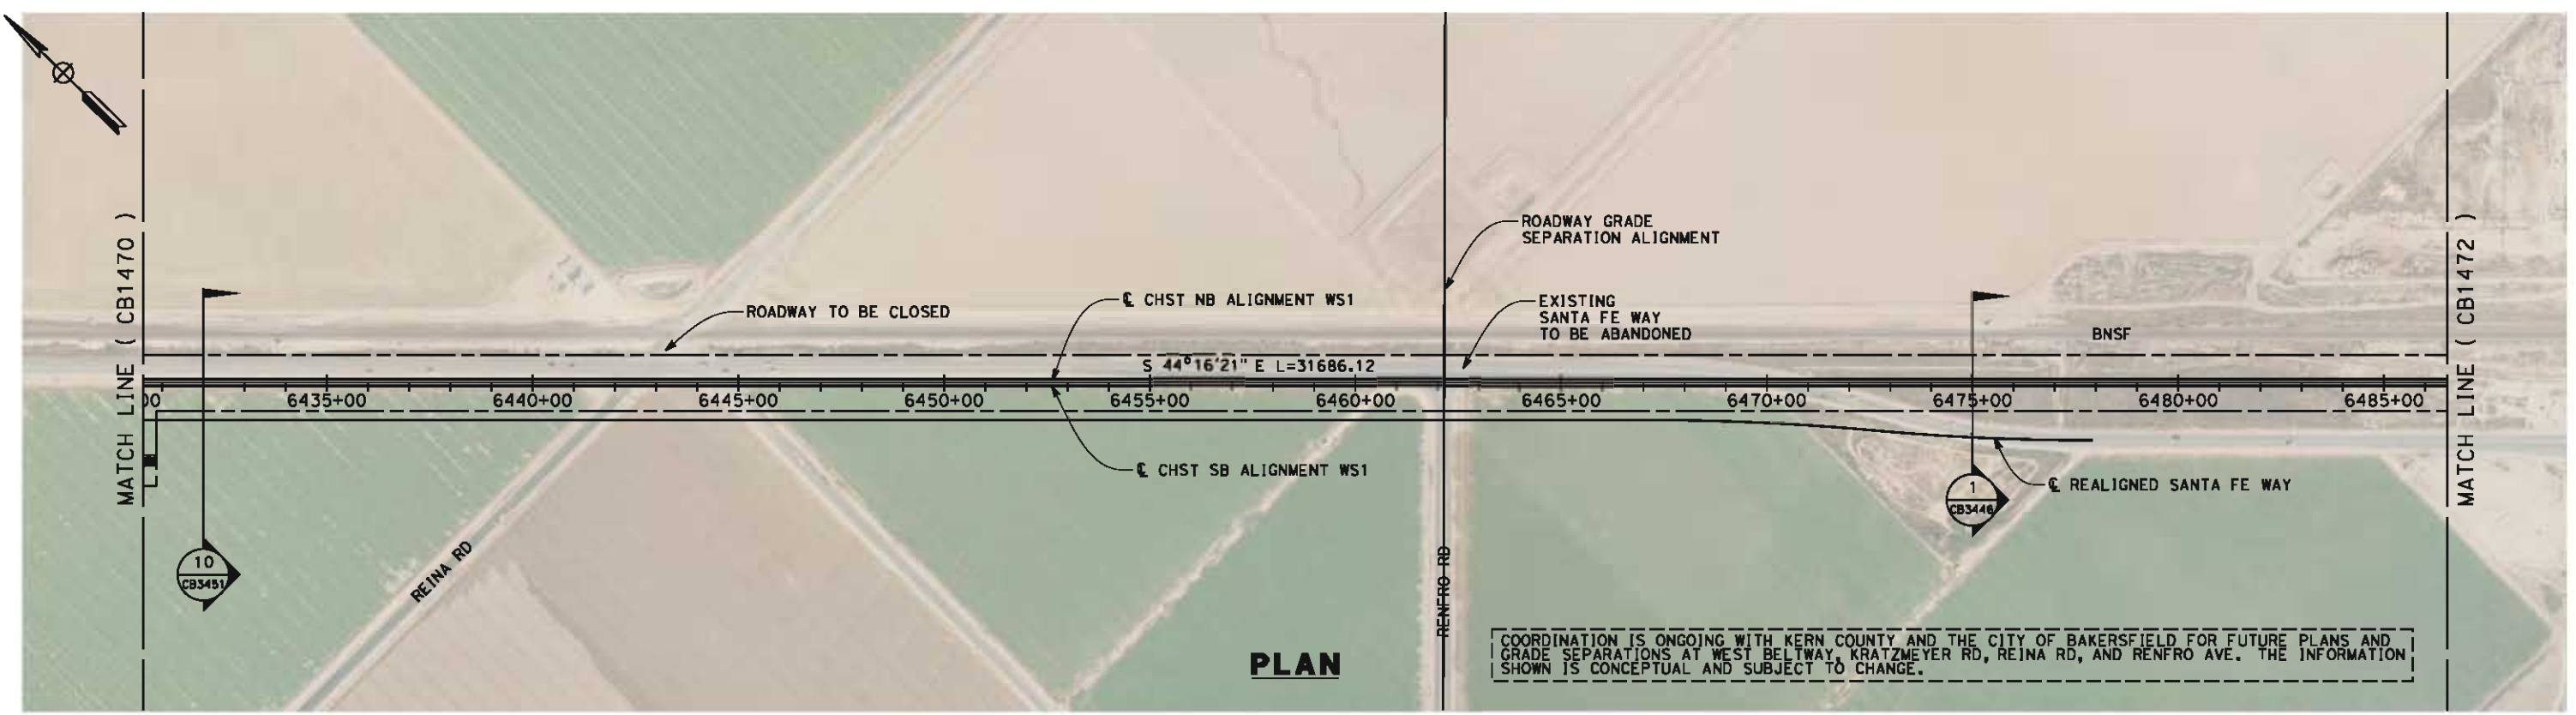 MATCH LINE ( CB1470 )
ROADWAY GRADE
SEPARATION ALIGNMENT
ROADWAY TO BE CLOSED
℄ CHST NB ALIGNMENT WS1
EXISTING
SANTA FE WAY
TO BE ABANDONED
BNSF
MATCH LINE ( CB1472 )
S 44°16'21" E L=31686.12
00 6435+00 6440+00 6445+00 6450+00 6455+00 6460+00 6465+00 6470+00 6475+00 6480+00 6485+00
℄ CHST SB ALIGNMENT WS1
℄ REALIGNED SANTA FE WAY
1
CB3446
10
CB3451
REINA RD
RENFRO RD
PLAN
COORDINATION IS ONGOING WITH KERN COUNTY AND THE CITY OF BAKERSFIELD FOR FUTURE PLANS AND
GRADE SEPARATIONS AT WEST BELTWAY, KRATZMEYER RD, REINA RD, AND RENFRO AVE. THE INFORMATION
SHOWN IS CONCEPTUAL AND SUBJECT TO CHANGE.